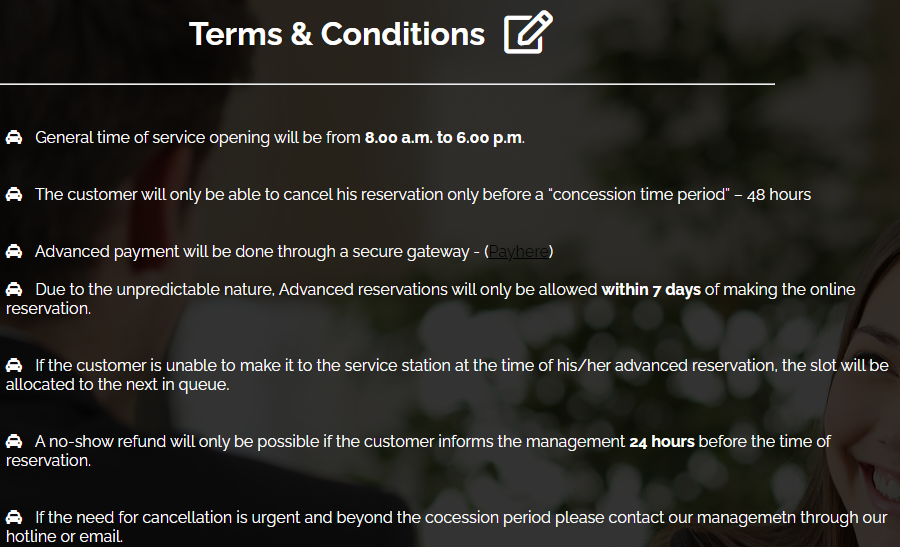 Terms & Conditions
General time of service opening will be from 8.00 a.m. to 6.00 p.m.
The customer will only be able to cancel his reservation only before a “concession time period” – 48 hours
Advanced payment will be done through a secure gateway - (Payhere)
Due to the unpredictable nature, Advanced reservations will only be allowed within 7 days of making the online
reservation.
If the customer is unable to make it to the service station at the time of his/her advanced reservation, the slot will be
allocated to the next in queue.
A no-show refund will only be possible if the customer informs the management 24 hours before the time of
reservation.
If the need for cancellation is urgent and beyond the cocession period please contact our managemetn through our
hotline or email.